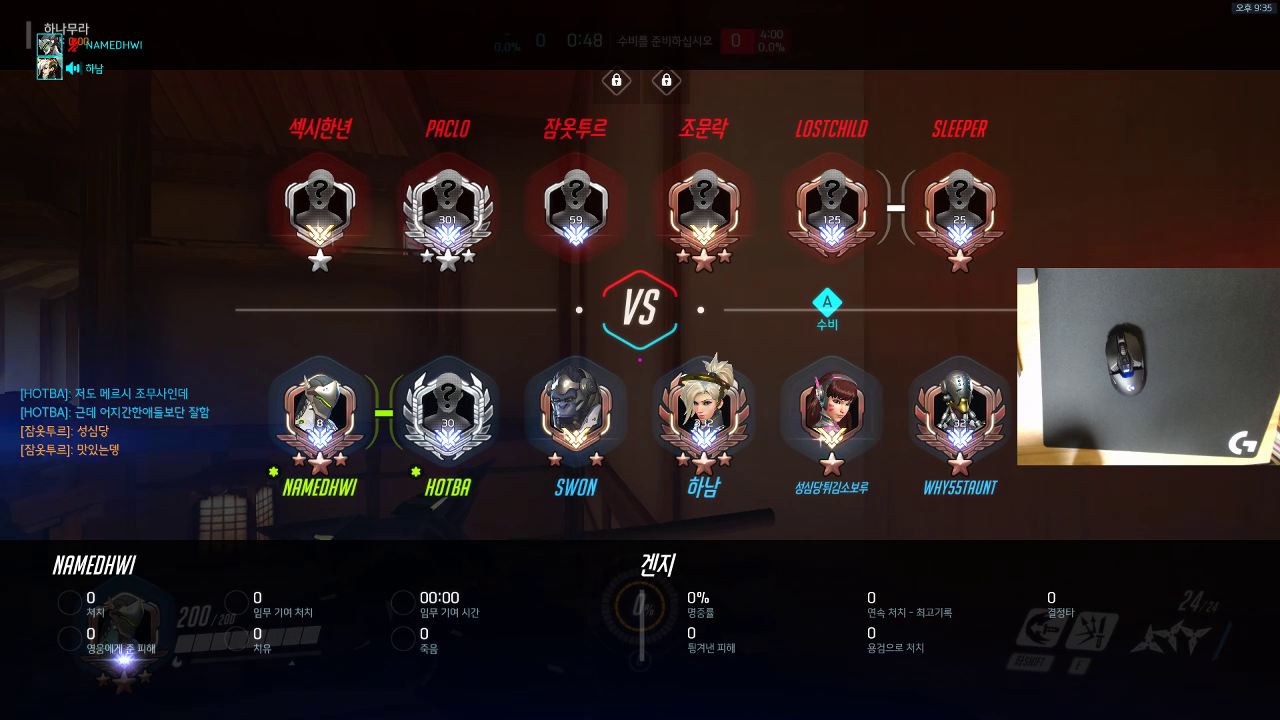 오후 9:35
하나무라
0:00
NAMEDHWI
하남
0.0% 0 0:48 수비를 준비하십시오 0 4:00 0.0%
섹시한년 PACLO 잠옷투르 조문락 LOSTCHILD SLEEPER
301 59 125 25
VS
A
수비
[HOTBA]: 저도 메르시 조무사인데
[HOTBA]: 근데 어지간한애들보단 잘함
[잠옷투르]: 성심당
[잠옷투르]: 맛있는뎅
8 30 332 32
NAMEDHWI HOTBA SWON 하남 성심당튀김소보루 WHY55TAUNT
NAMEDHWI 겐지
0 처치
0 임무 기여 처치
00:00 임무 기여 시간
0% 명중률
0 연속 처치 - 최고기록
0 결정타
0 영웅에게 준 피해
0 치유
0 죽음
0 튕겨낸 피해
0 용검으로 처치
200/200
0%
24/24
F